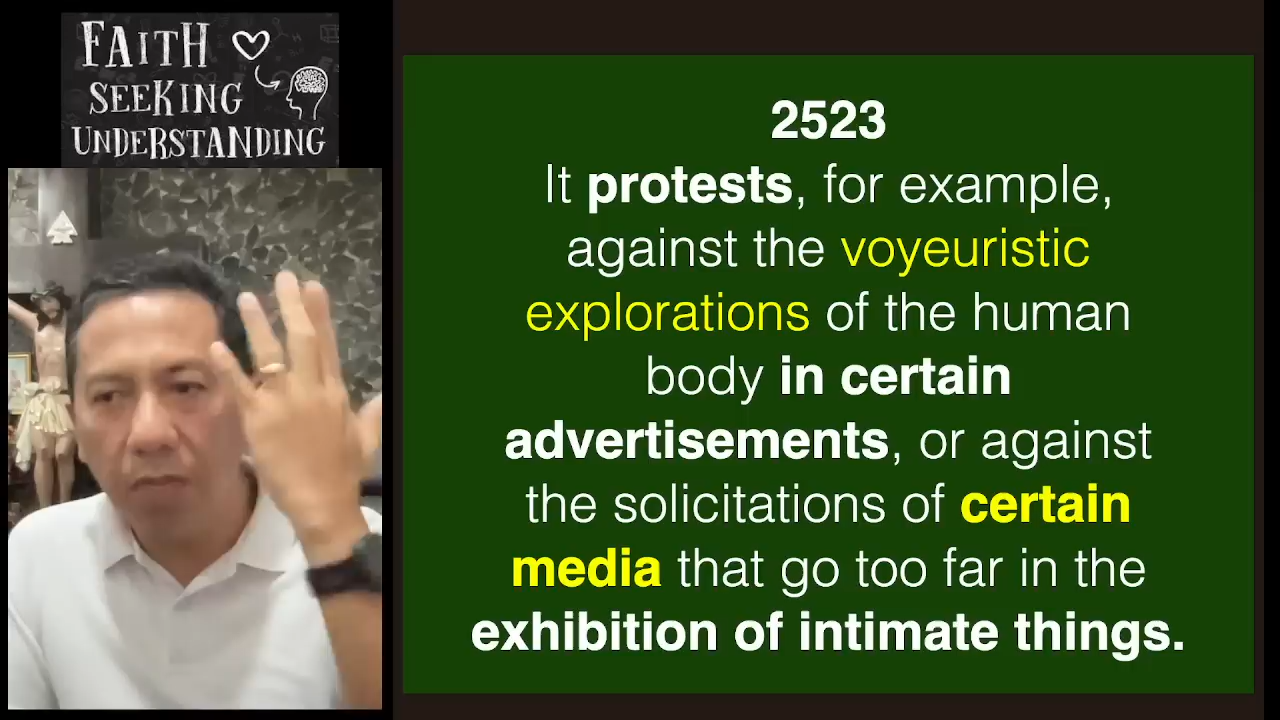 FAITH
SEEKING
UNDERSTANDING
2523
It protests, for example,
against the voyeuristic
explorations of the human
body in certain
advertisements, or against
the solicitations of certain
media that go too far in the
exhibition of intimate things.